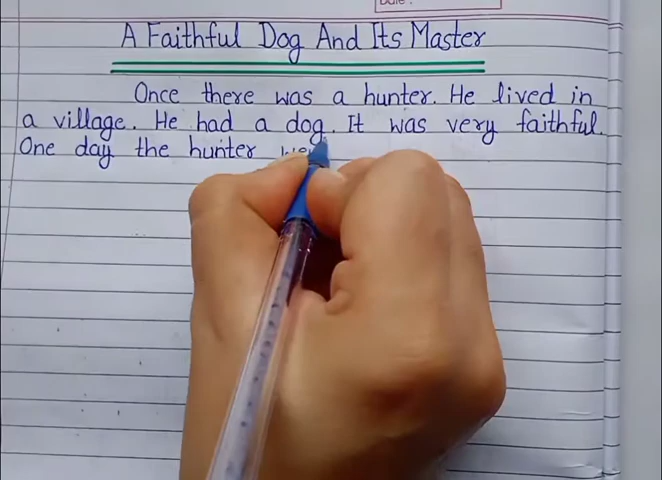 Date :
A Faithful Dog And Its Master
Once there was a hunter. He lived in
a village. He had a dog. It was very faithful.
One day the hunter